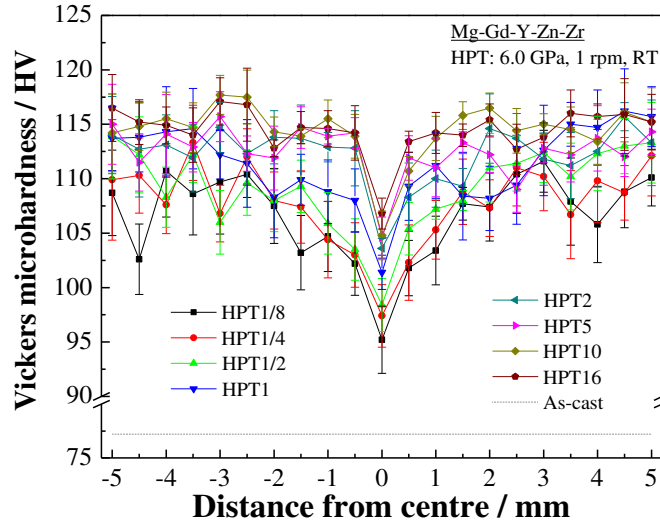 125
120
115
110
105
100
95
90
75
Vickers microhardness / HV
Mg-Gd-Y-Zn-Zr
HPT: 6.0 GPa, 1 rpm, RT
HPT1/8
HPT1/4
HPT1/2
HPT1
HPT2
HPT5
HPT10
HPT16
As-cast
-5 -4 -3 -2 -1 0 1 2 3 4 5
Distance from centre / mm